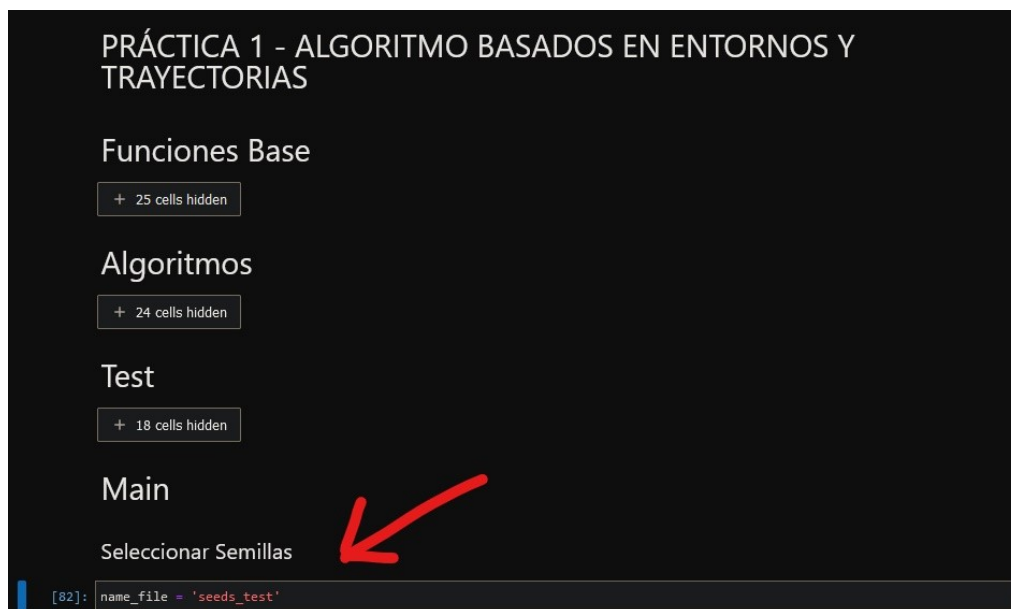 PRÁCTICA 1 - ALGORITMO BASADOS EN ENTORNOS Y
TRAYECTORIAS
Funciones Base
+ 25 cells hidden
Algoritmos
+ 24 cells hidden
Test
+ 18 cells hidden
Main
Seleccionar Semillas
[82]: name_file = 'seeds_test'